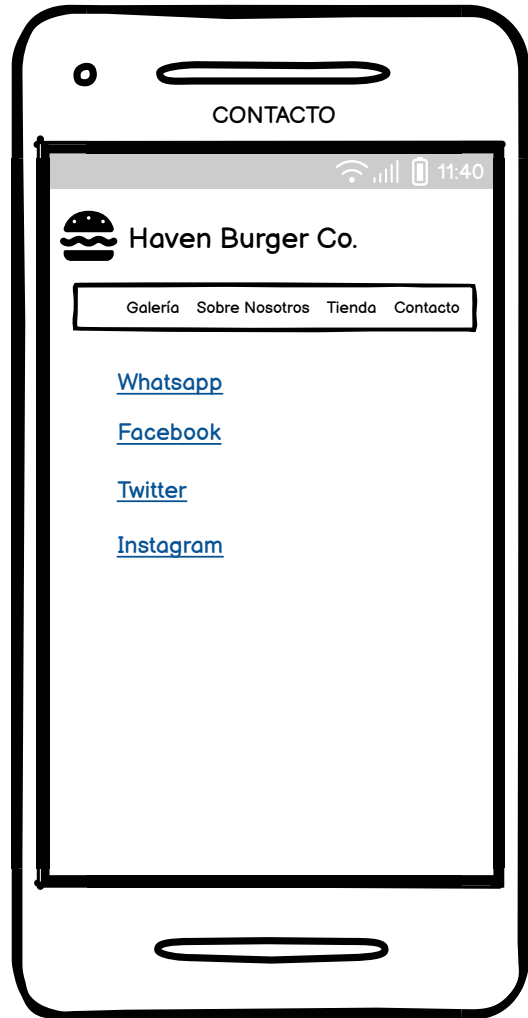 CONTACTO
11:40
Haven Burger Co.
Galería Sobre Nosotros Tienda Contacto
Whatsapp
Facebook
Twitter
Instagram